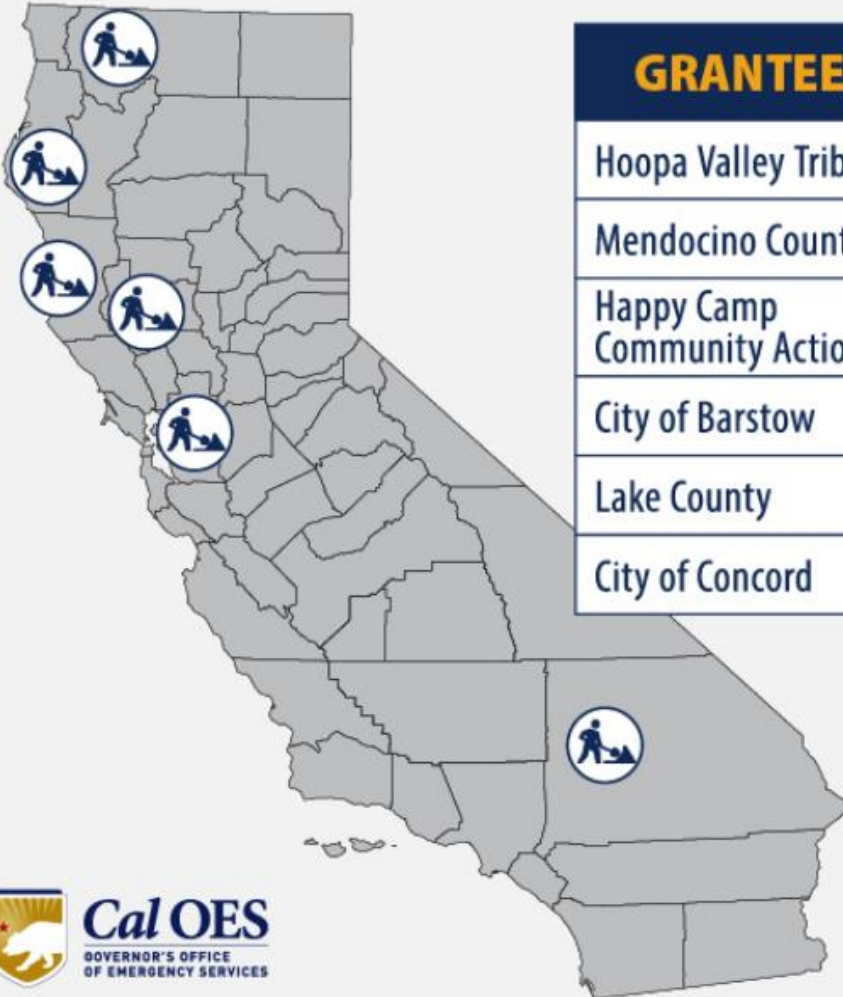 GRANTEE
Hoopa Valley Trib
Mendocino Count
Happy Camp
Community Actio
City of Barstow
Lake County
City of Concord
Cal OES
GOVERNOR'S OFFICE
OF EMERGENCY SERVICES